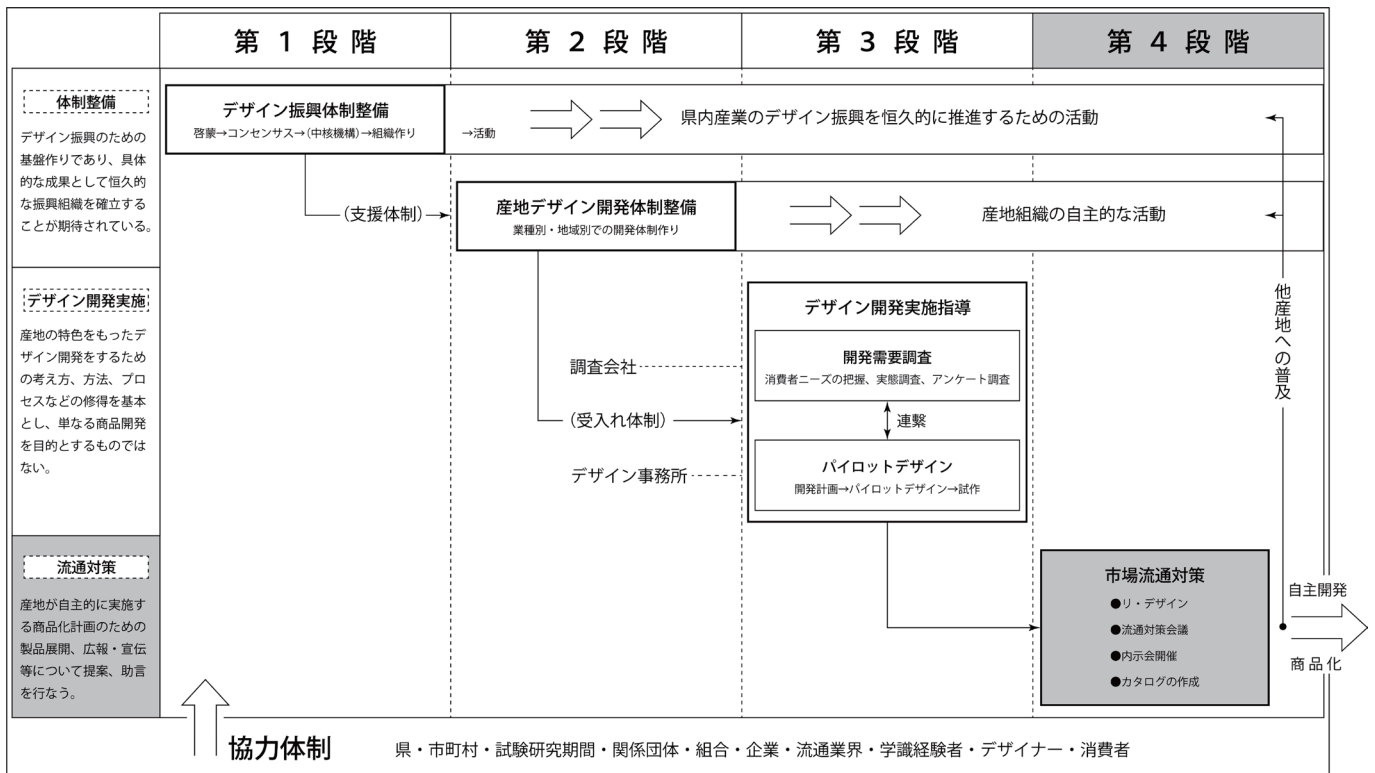 第 1 段 階
第 2 段 階
第 3 段 階
第 4 段 階
体制整備
デザイン振興のための
基盤作りであり、具体
的な成果として恒久的
な振興組織を確立する
ことが期待されている。
デザイン振興体制整備
啓蒙→コンセンサス→(中核機構)→組織作り
→活動
県内産業のデザイン振興を恒久的に推進するための活動
(支援体制)
産地デザイン開発体制整備
業種別・地域別での開発体制作り
産地組織の自主的な活動
他産地への普及
デザイン開発実施
産地の特色をもったデ
ザイン開発をするため
の考え方、方法、プロ
セスなどの修得を基本
とし、単なる商品開発
を目的とするものでは
ない。
デザイン開発実施指導
調査会社
開発需要調査
消費者ニーズの把握、実態調査、アンケート調査
(受入れ体制)
連繋
デザイン事務所
パイロットデザイン
開発計画→パイロットデザイン→試作
流通対策
産地が自主的に実施す
る商品化計画のための
製品展開、広報・宣伝
等について提案、助言
を行なう。
市場流通対策
●リ・デザイン
●流通対策会議
●内示会開催
●カタログの作成
自主開発
商品化
協力体制
県・市町村・試験研究期間・関係団体・組合・企業・流通業界・学識経験者・デザイナー・消費者